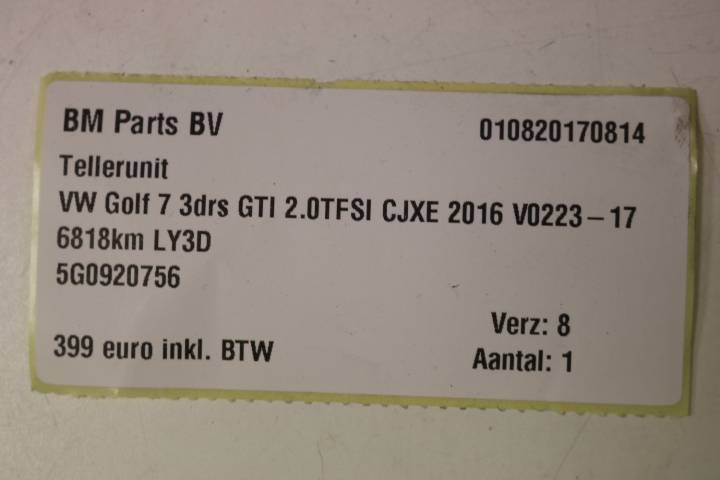 BM Parts BV 010820170814
Tellerunit
VW Golf 7 3drs GTI 2.0TFSI CJXE 2016 V0223-17
6818km LY3D
5G0920756
Verz: 8
399 euro inkl. BTW Aantal: 1